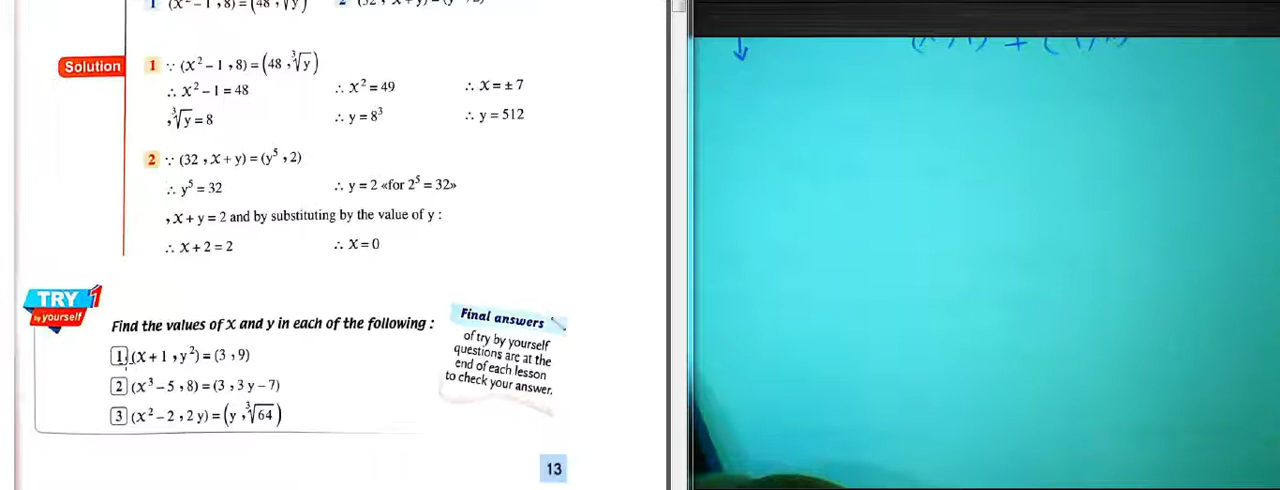 Solution
1 ∵ (x² – 1 , 8) = (48 , ∛y)
∴ x² – 1 = 48 ∴ x² = 49 ∴ x = ± 7
, ∛y = 8 ∴ y = 8³ ∴ y = 512
2 ∵ (32 , x + y) = (y⁵ , 2)
∴ y⁵ = 32 ∴ y = 2 «for 2⁵ = 32»
, x + y = 2 and by substituting by the value of y :
∴ x + 2 = 2 ∴ x = 0
TRY 1
by yourself
Find the values of x and y in each of the following :
1 (x + 1 , y²) = (3 , 9)
2 (x³ – 5 , 8) = (3 , 3 y – 7)
3 (x² – 2 , 2 y) = (y , ∛64)
Final answers
of try by yourself
questions are at the
end of each lesson
to check your answer.
13